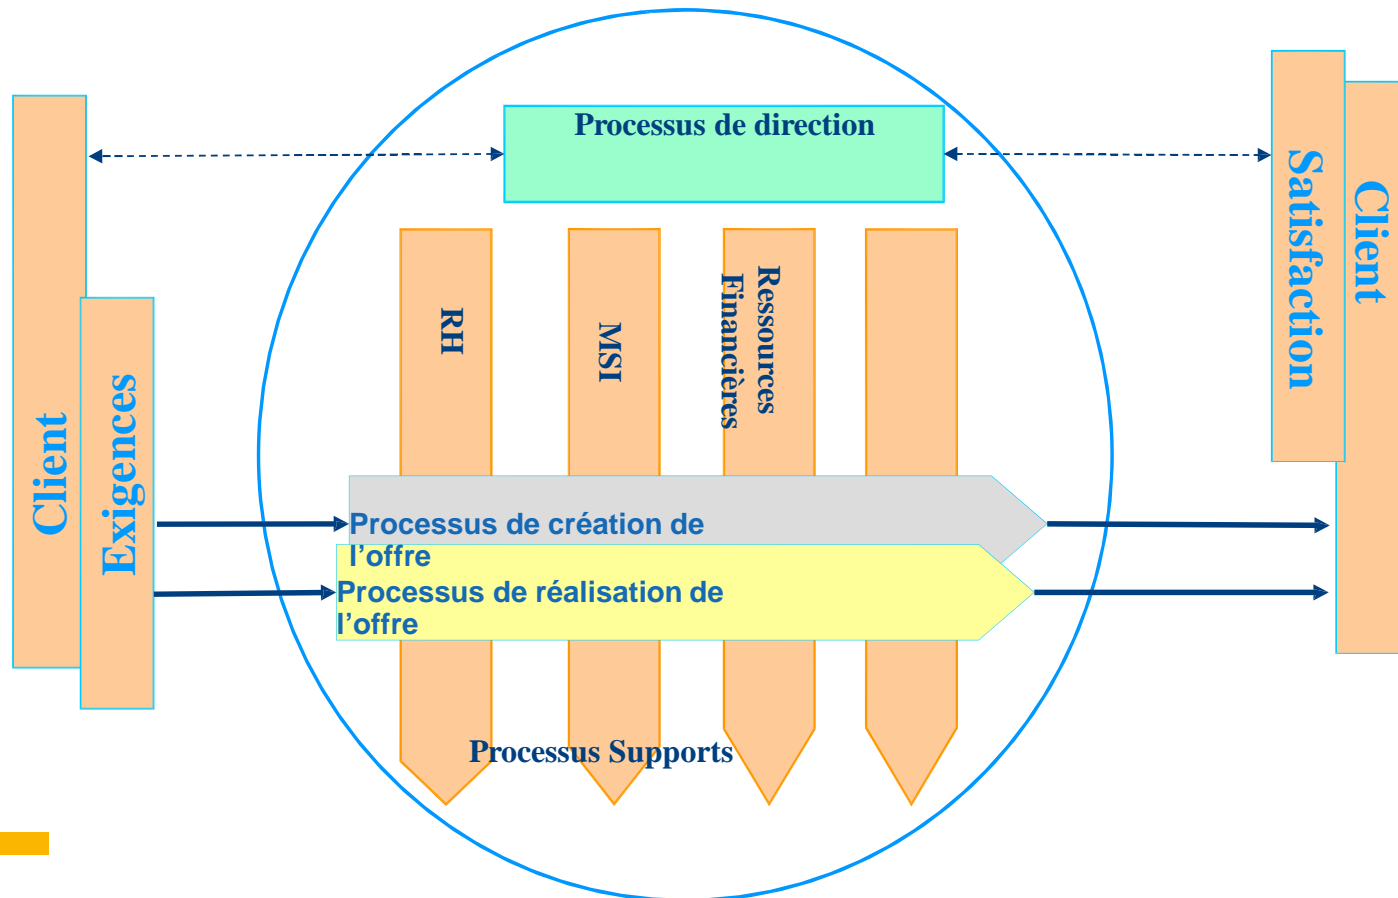 Processus de direction
Client
Exigences
RH
MSI
Ressources
Financières
Satisfaction
Client
Processus de création de
l'offre
Processus de réalisation de
l'offre
Processus Supports